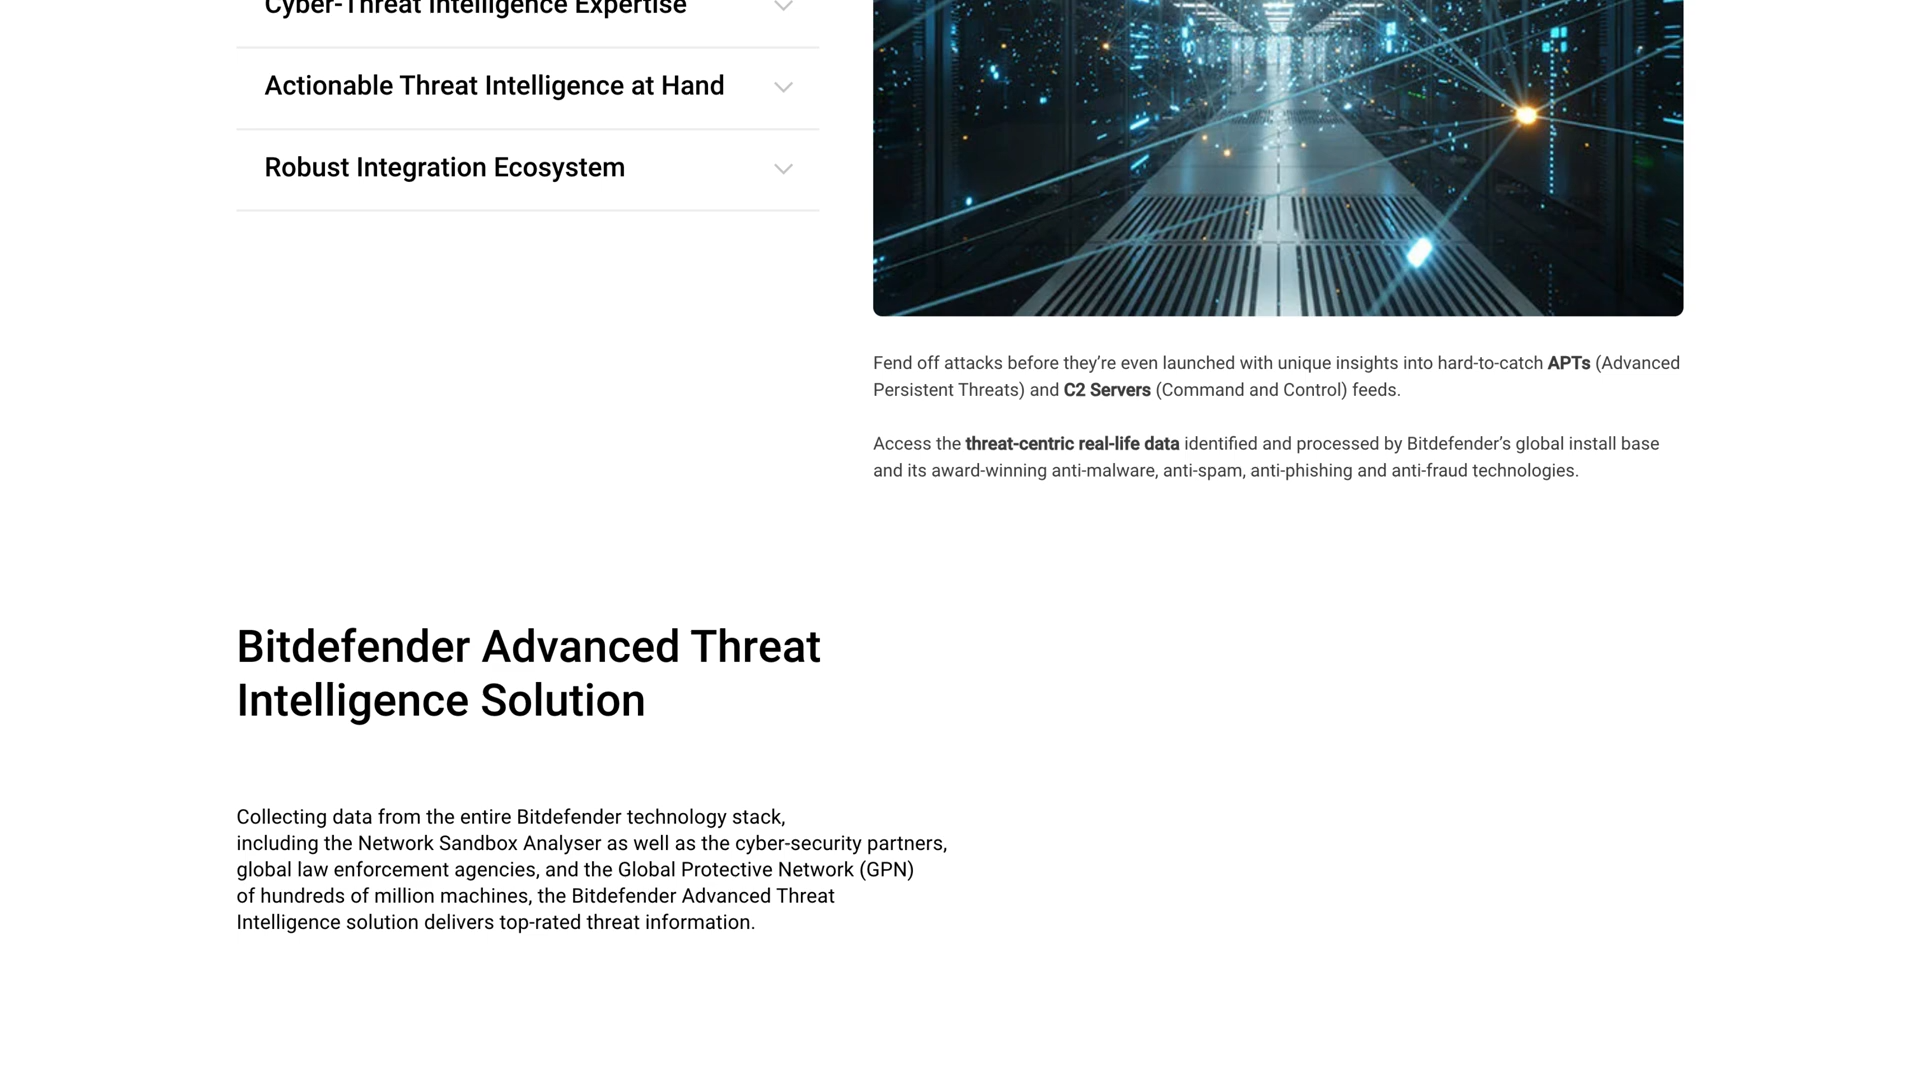 Cyber-Threat Intelligence Expertise
Actionable Threat Intelligence at Hand
Robust Integration Ecosystem
Fend off attacks before they’re even launched with unique insights into hard-to-catch APTs (Advanced
Persistent Threats) and C2 Servers (Command and Control) feeds.
Access the threat-centric real-life data identified and processed by Bitdefender’s global install base
and its award-winning anti-malware, anti-spam, anti-phishing and anti-fraud technologies.
Bitdefender Advanced Threat
Intelligence Solution
Collecting data from the entire Bitdefender technology stack,
including the Network Sandbox Analyser as well as the cyber-security partners,
global law enforcement agencies, and the Global Protective Network (GPN)
of hundreds of million machines, the Bitdefender Advanced Threat
Intelligence solution delivers top-rated threat information.